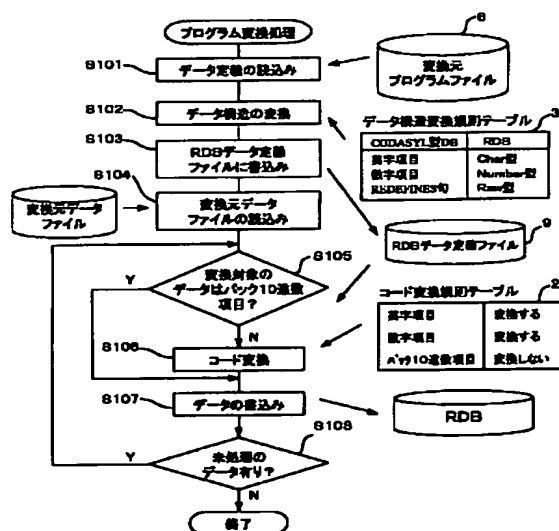 プログラム変換処理
6
変換元
プログラムファイル
S101
データ定義の読込み
S102
データ構造の変換
データ構造変換規則テーブル
3
CODASYL型DB
RDB
英字項目
Char型
数字項目
Number型
REDEFINES句
Raw型
S103
RDBデータ定義
ファイルに書込み
S104
変換元データ
ファイル
変換元データ
ファイルの読込み
9
RDBデータ定義ファイル
S105
Y
変換対象の
データはパック10進数
項目？
N
コード変換規則テーブル
2
英字項目
変換する
数字項目
変換する
パック10進数項目
変換しない
S106
コード変換
S107
データの書込み
RDB
S108
Y
未処理の
データ有り？
N
終了